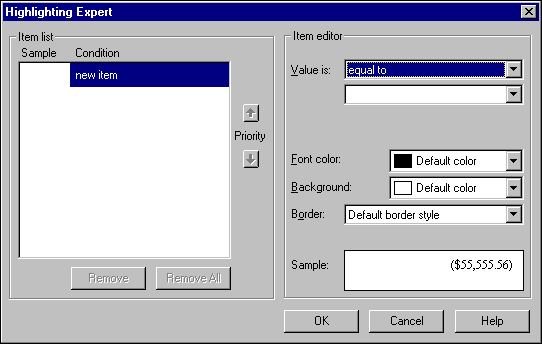 Highlighting Expert
Item list
Sample Condition
new item
Priority
Remove Remove All
Item editor
Value is: equal to
Font color: Default color
Background: Default color
Border: Default border style
Sample: ($55,555.56)
OK Cancel Help